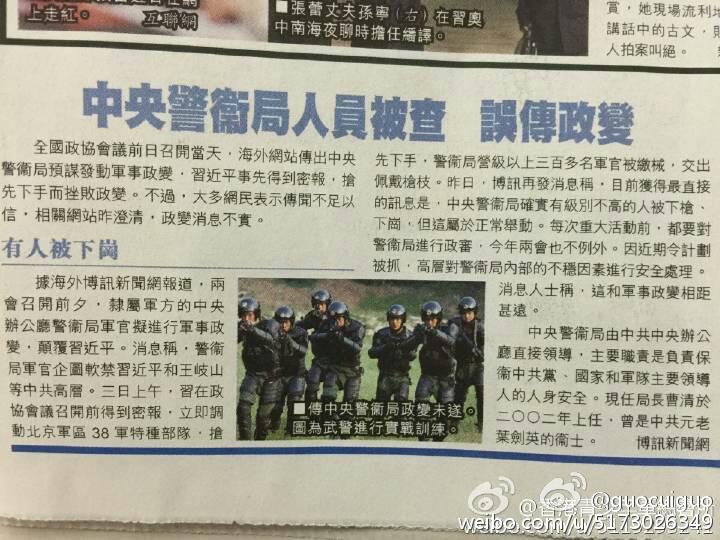 上走紅。 互聯網
張蕾丈夫孫寧（右）在習奧
中南海夜聊時擔任繙譯。
賞，她現場流利地
講話中的古文，
人拍案叫絕。
中央警衞局人員被查 誤傳政變
全國政協會議前日召開當天，海外網站傳出中央
警衞局預謀發動軍事政變，習近平事先得到密報，搶
先下手而挫敗政變。不過，大多網民表示傳聞不足以
信，相關網站昨澄清，政變消息不實。
有人被下崗
據海外博訊新聞網報道，兩
會召開前夕，隸屬軍方的中央
辦公廳警衞局軍官擬進行軍事政
變，顛覆習近平。消息稱，警衞
局軍官企圖軟禁習近平和王岐山
等中共高層。三日上午，習在政
協會議召開前得到密報，立即調
動北京軍區38軍特種部隊，搶
先下手，警衞局營級以上三百多名軍官被繳械，交出
佩戴槍枝。昨日，博訊再發消息稱，目前獲得最直接
的訊息是，中央警衞局確實有級別不高的人被下槍、
下崗，但這屬於正常舉動。每次重大活動前，都要對
警衞局進行政審，今年兩會也不例外。因近期令計劃
被抓，高層對警衞局內部的不穩因素進行安全處理。
消息人士稱，這和軍事政變相距
甚遠。
中央警衞局由中共中央辦公
廳直接領導，主要職責是負責保
衞中共黨、國家和軍隊主要領導
人的人身安全。現任局長曹清於
二〇〇二年上任，曾是中共元老
葉劍英的衞士。 博訊新聞網
■傳中央警衞局政變未遂。
圖為武警進行實戰訓練。
@guocuiguo
weibo.com/u/5173026349